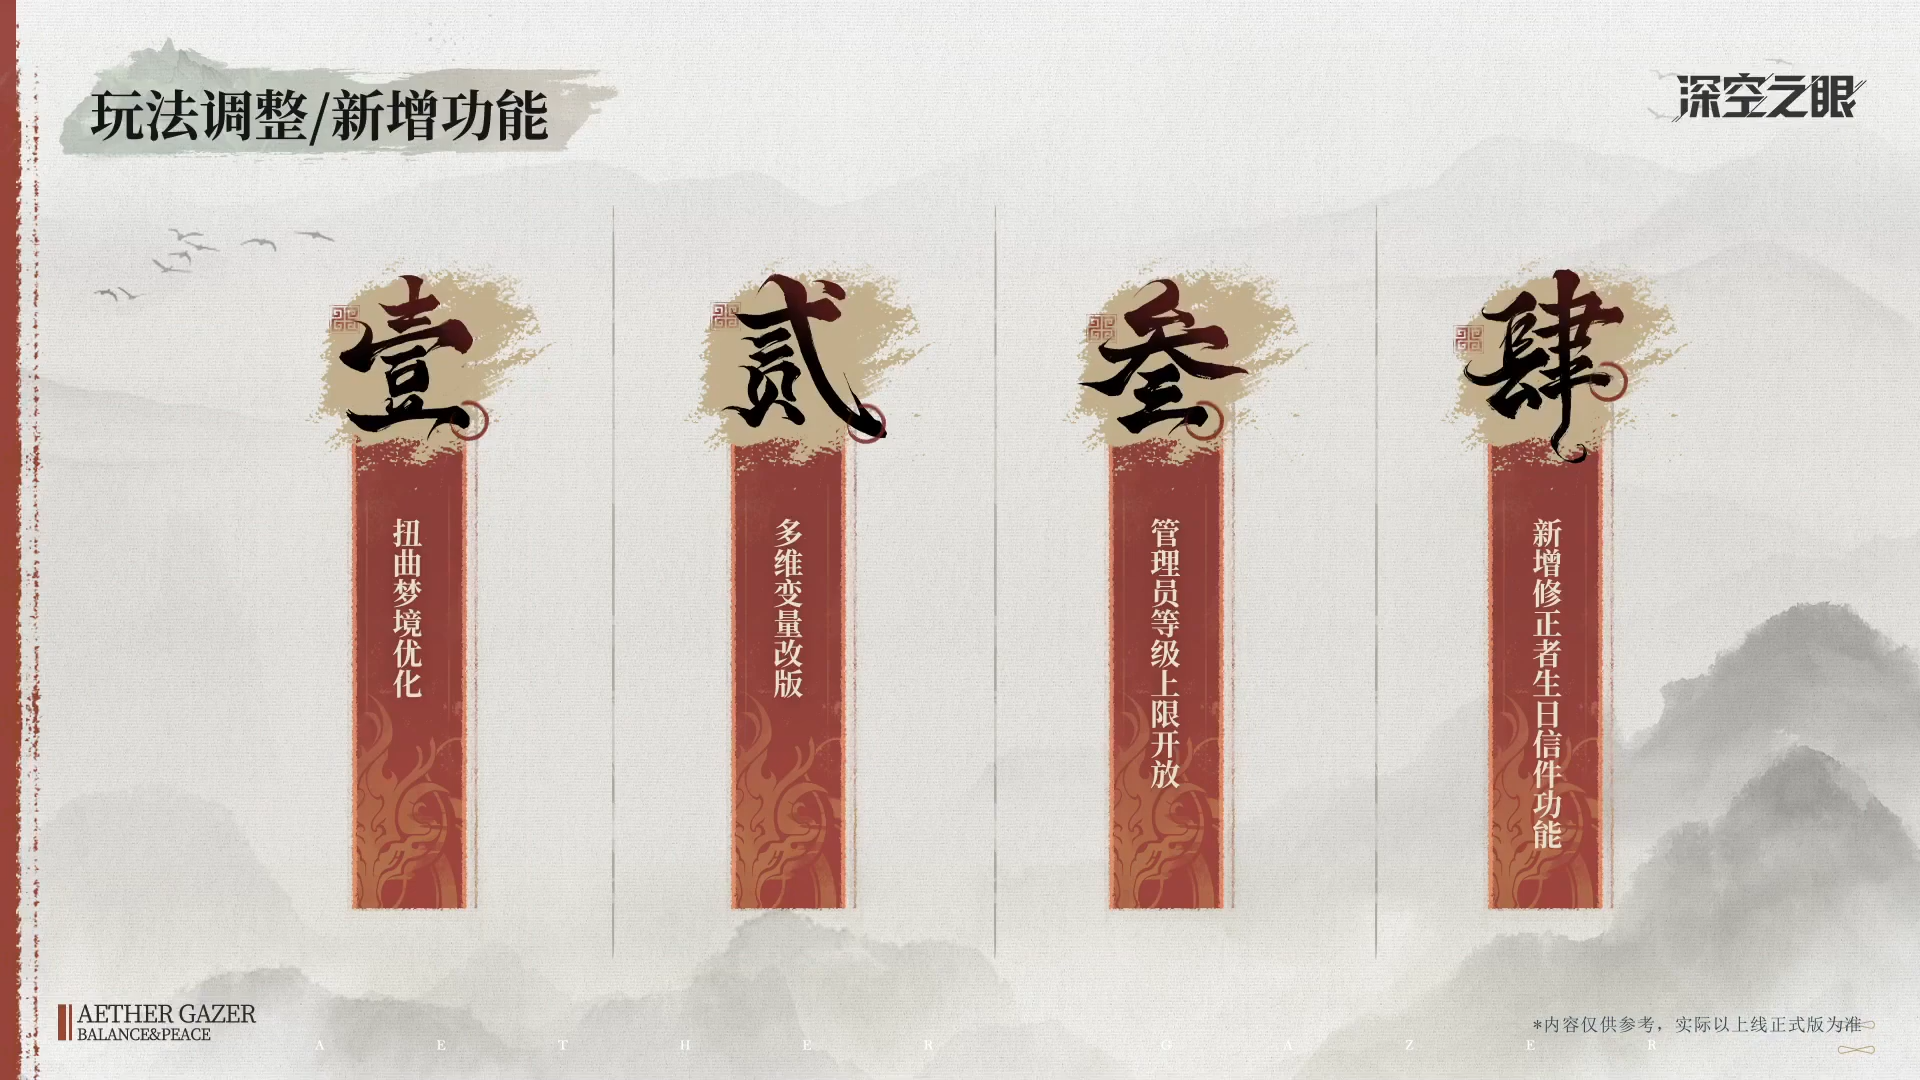 玩法调整/新增功能
深空之眼
壹
扭曲梦境优化
贰
多维变量改版
叁
管理员等级上限开放
肆
新增修正者生日信件功能
AETHER GAZER
BALANCE&PEACE
*内容仅供参考，实际以上线正式版为准
A E T H E R G A Z E R